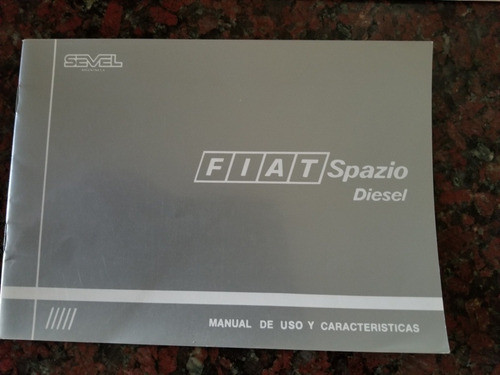 SEVEL
FIAT Spazio
Diesel
MANUAL DE USO Y CARACTERISTICAS